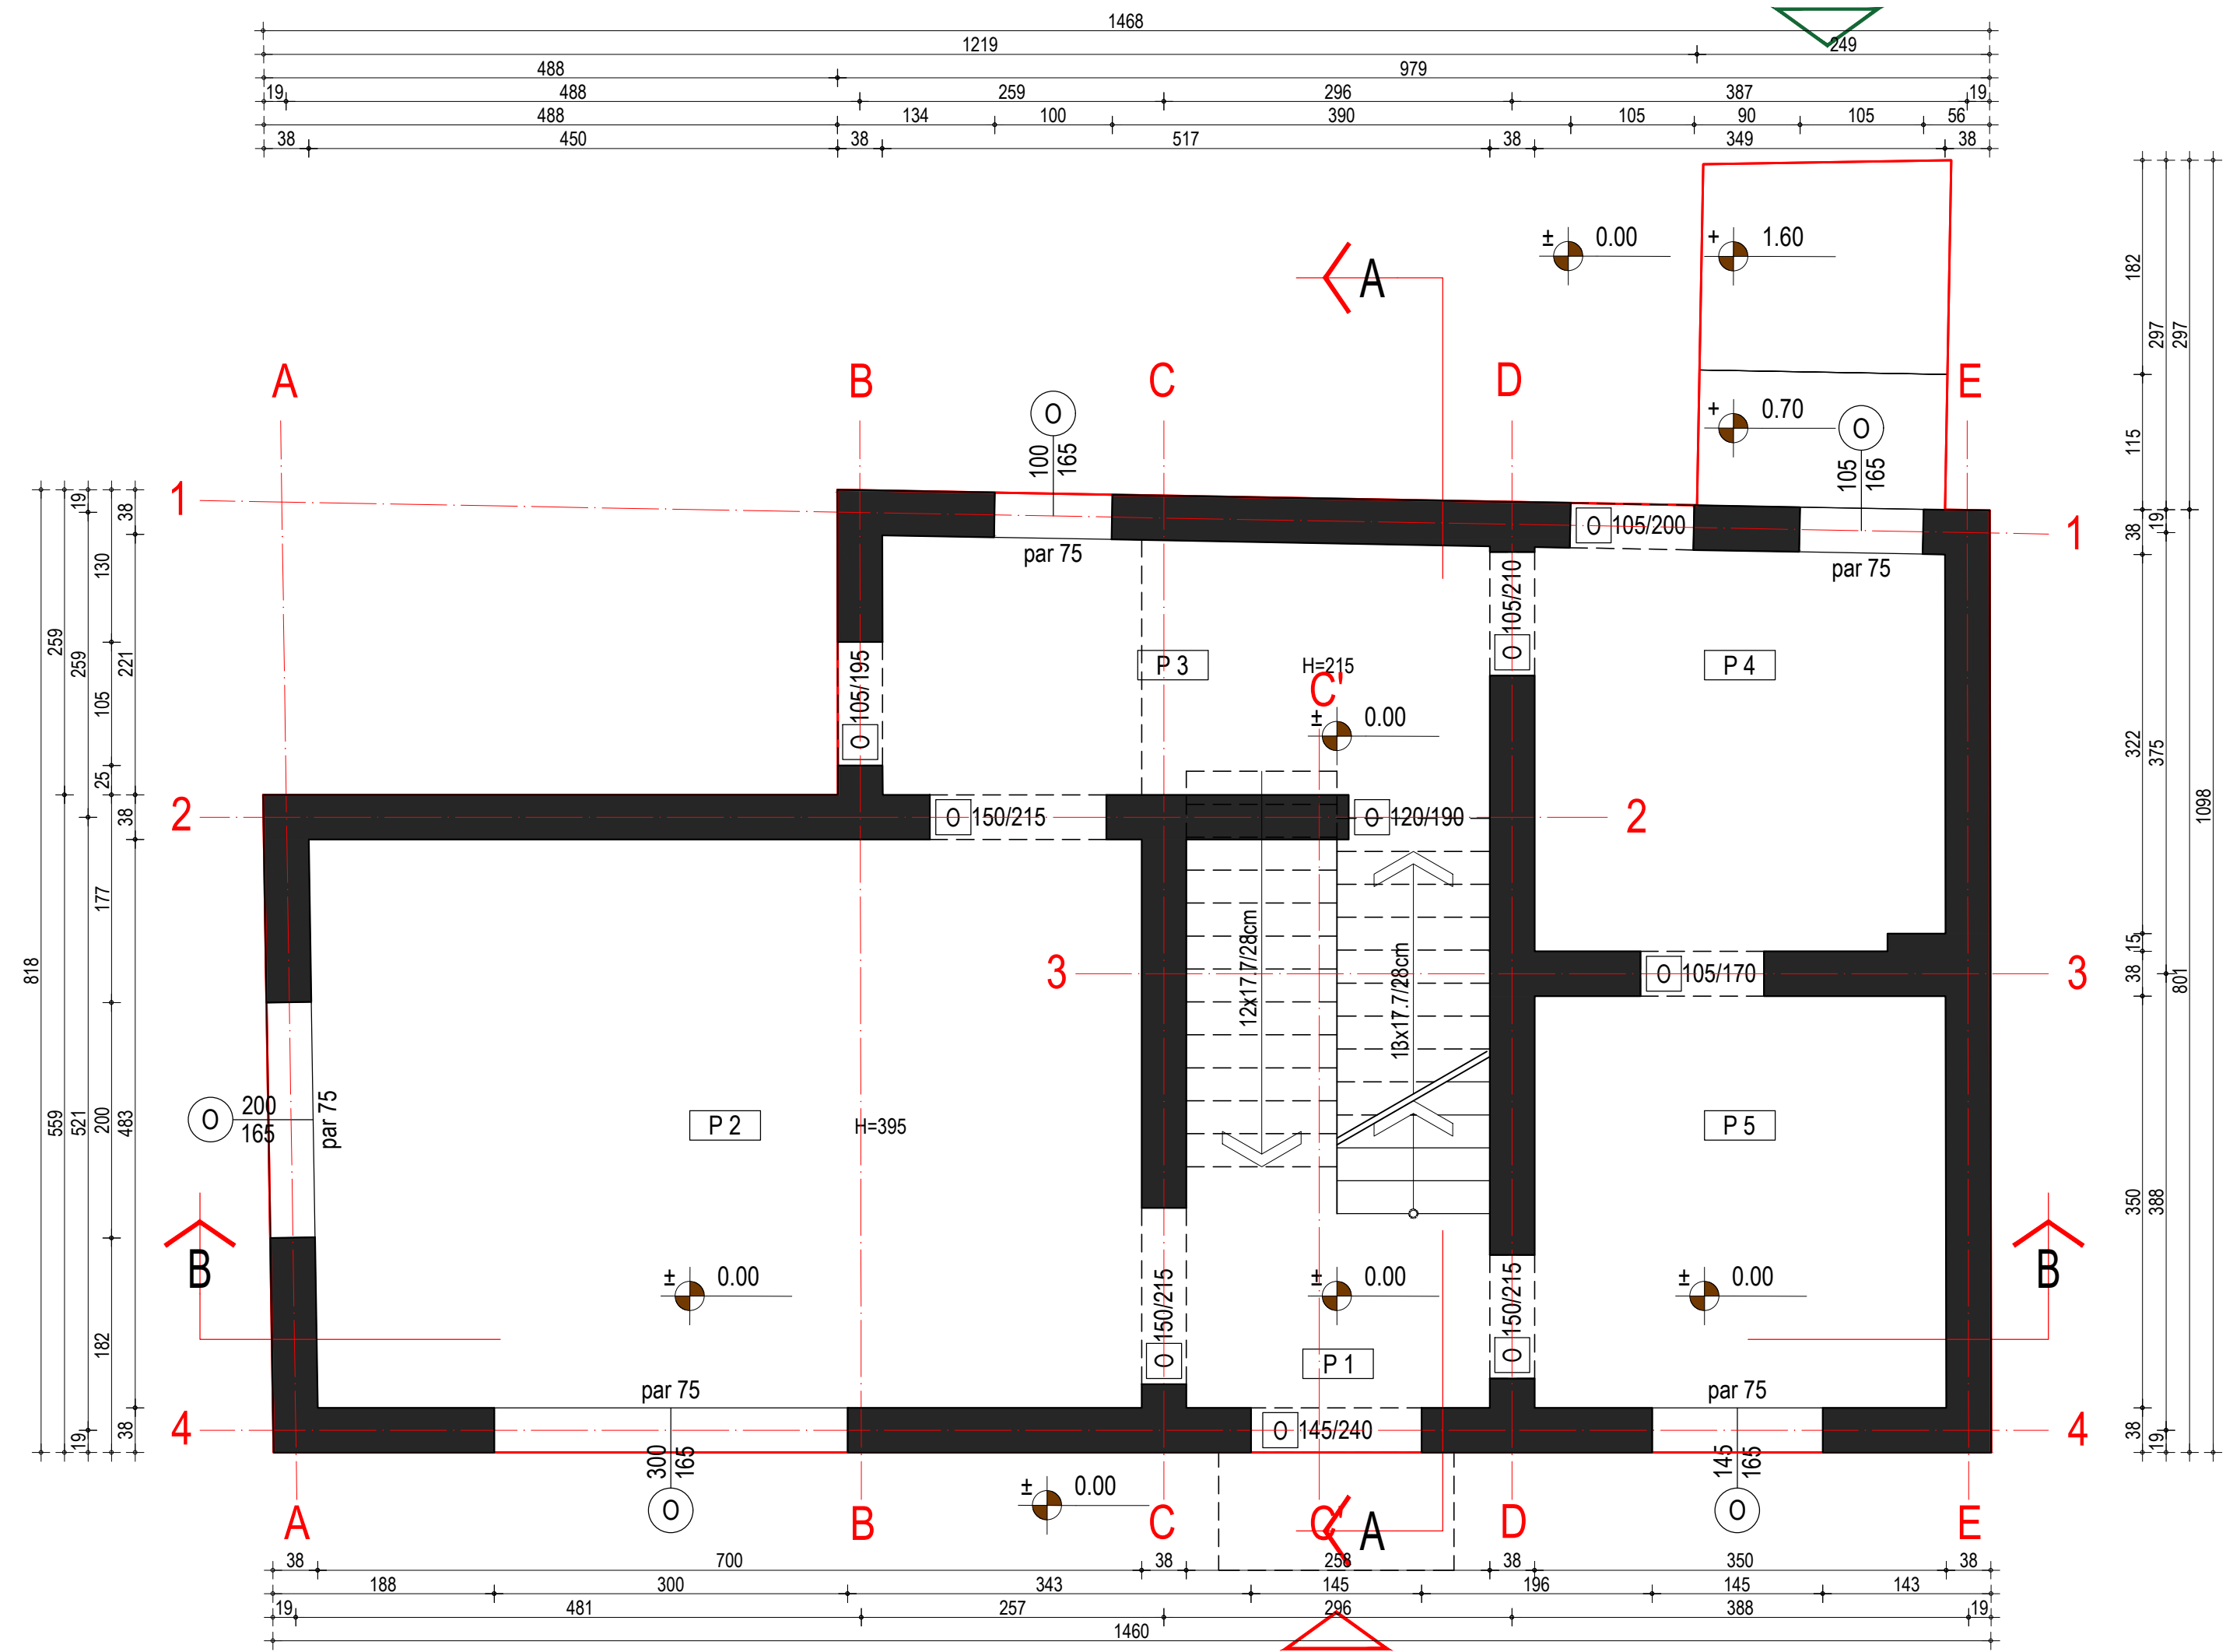 1468
1219 249
488 979
19 488 259 296 387 19
488 134 100 390 105 90 105 56
38 450 38 517 38 349 38
± 0.00
+ 1.60
A
182
297
297
A B C D E
O
100
165
+ 0.70
O
105
165
115
1
1
19
38
O 105/200
38
19
par 75
par 75
130
O 105/210
259
259
221
P 3
H=215
P 4
C'
± 0.00
O 105/195
105
322
375
1098
25
2
38
O 150/215
O 120/190
2
177
12x17.7/28cm
13x17.7/28cm
15
3
O 105/170
3
38
801
818
559
521
200
483
O
200
165
par 75
P 2
H=395
P 5
350
388
B
B
± 0.00
± 0.00
± 0.00
O 150/215
O 150/215
182
P 1
par 75
par 75
4
19
38
O 145/240
4
38
19
300
165
O
145
165
O
± 0.00
A B C C' A D E
38 700 38 258 38 350 38
188 300 343 145 196 145 143
19 481 257 296 388 19
1460